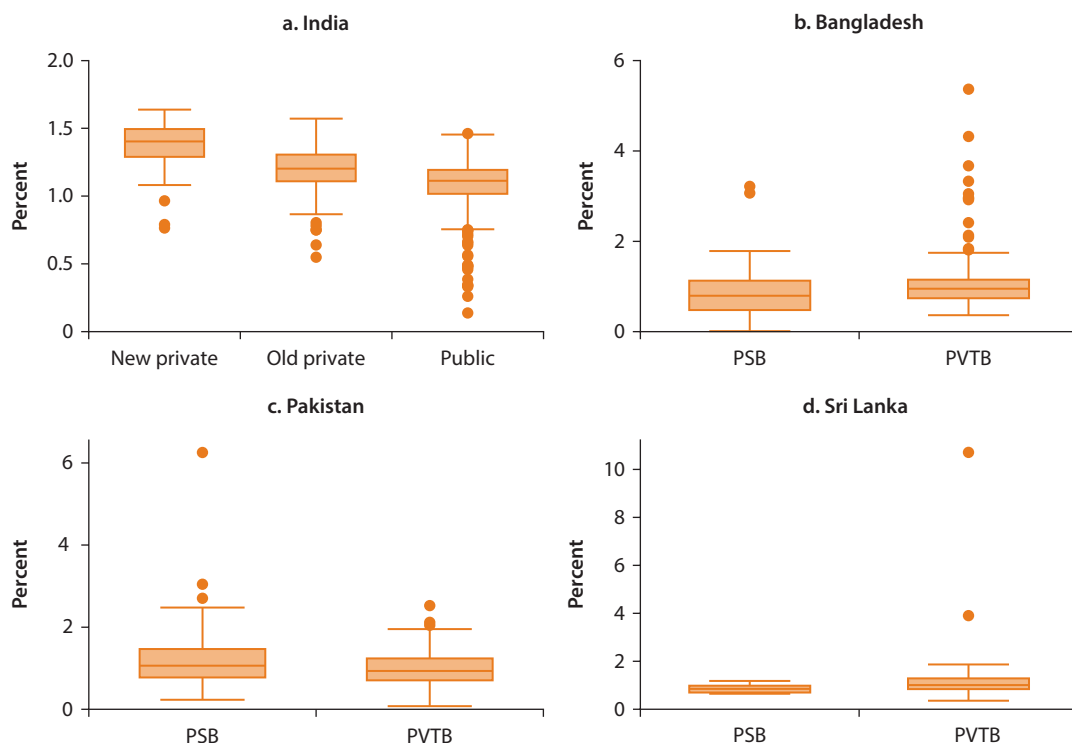 a. India
Percent
2.0
1.5
1.0
0.5
0
New private Old private Public
b. Bangladesh
Percent
6
4
2
0
PSB PVTB
c. Pakistan
Percent
6
4
2
0
PSB PVTB
d. Sri Lanka
Percent
10
8
6
4
2
0
PSB PVTB